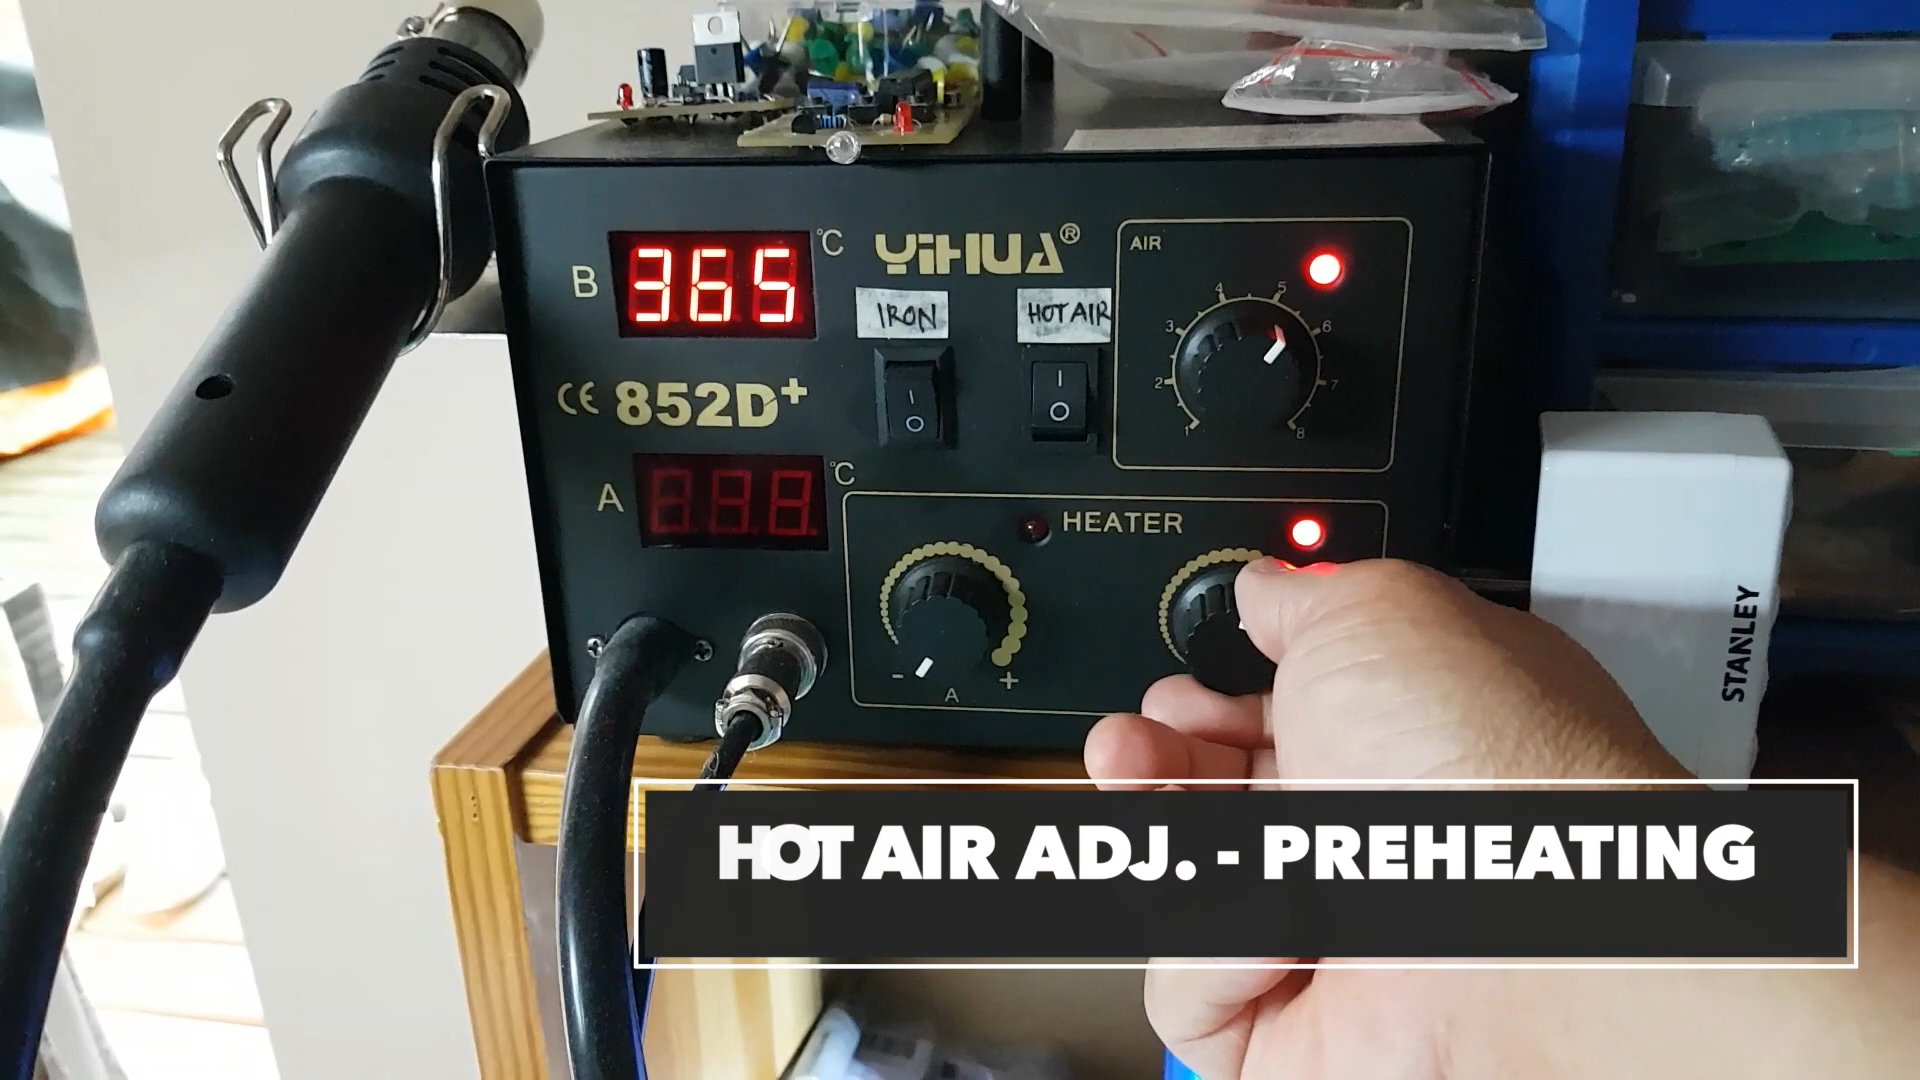 B
365
°C
YiHUA®
IRON
HOT AIR
I O
I O
AIR
1 2 3 4 5 6 7 8
CE 852D+
A
888
°C
HEATER
- A +
STANLEY
HOT AIR ADJ. - PREHEATING